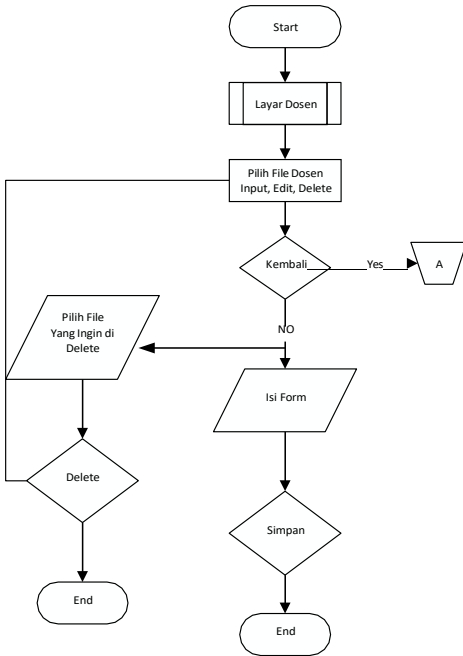 Start
Layar Dosen
Pilih File Dosen
Input, Edit, Delete
Kembali
Yes
A
NO
Pilih File
Yang Ingin di
Delete
Isi Form
Delete
Simpan
End
End